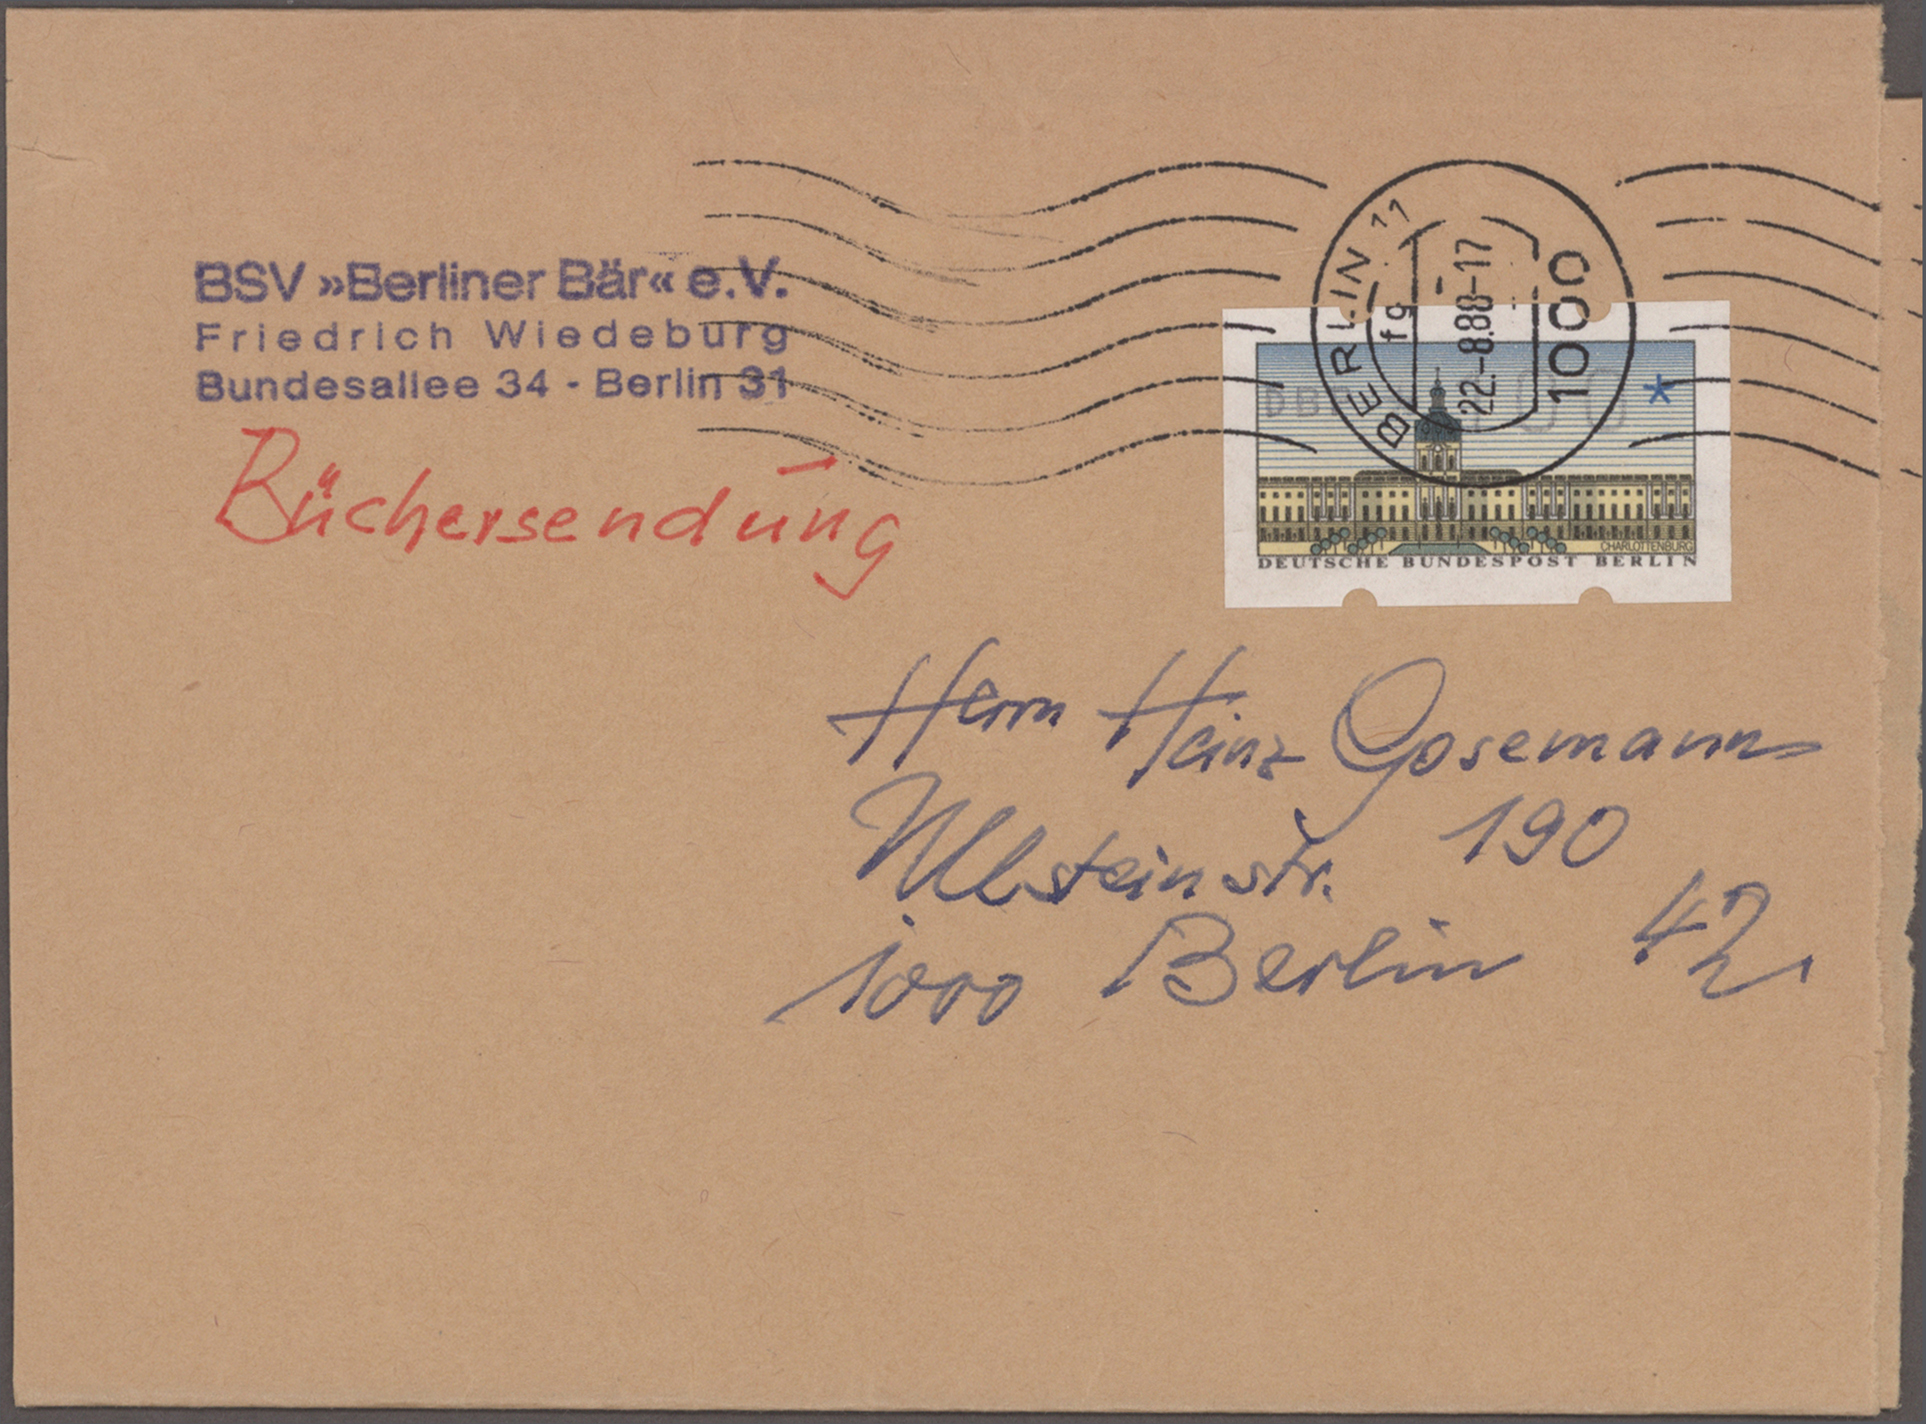 BSV »Berliner Bär« e.V.
Friedrich Wiedeburg
Bundesallee 34 - Berlin 31
Büchersendung
BERLIN 11
fg
22.-8.88-17
1000
DB
*
CHARLOTTENBURG
DEUTSCHE BUNDESPOST BERLIN
Herrn Heinz Gosemann
Ullsteinstr. 190
1000 Berlin 42